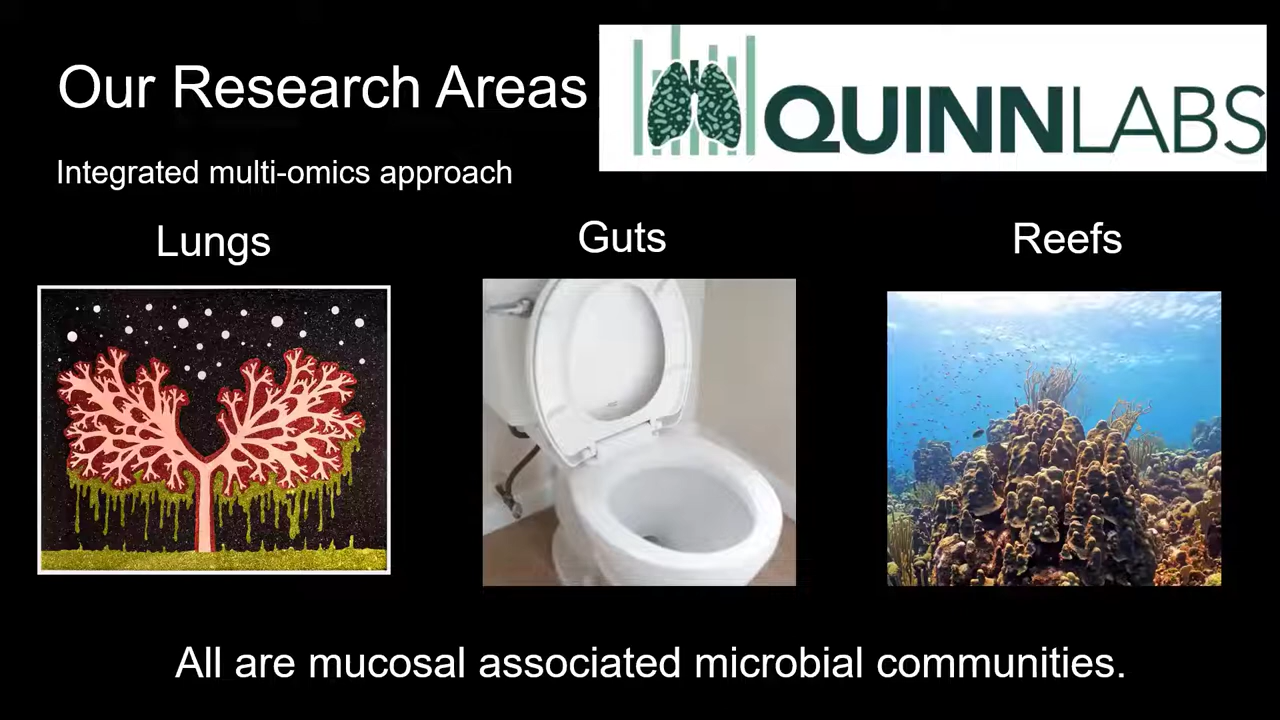 Our Research Areas
QUINNLABS
Integrated multi-omics approach
Lungs
Guts
Reefs
All are mucosal associated microbial communities.